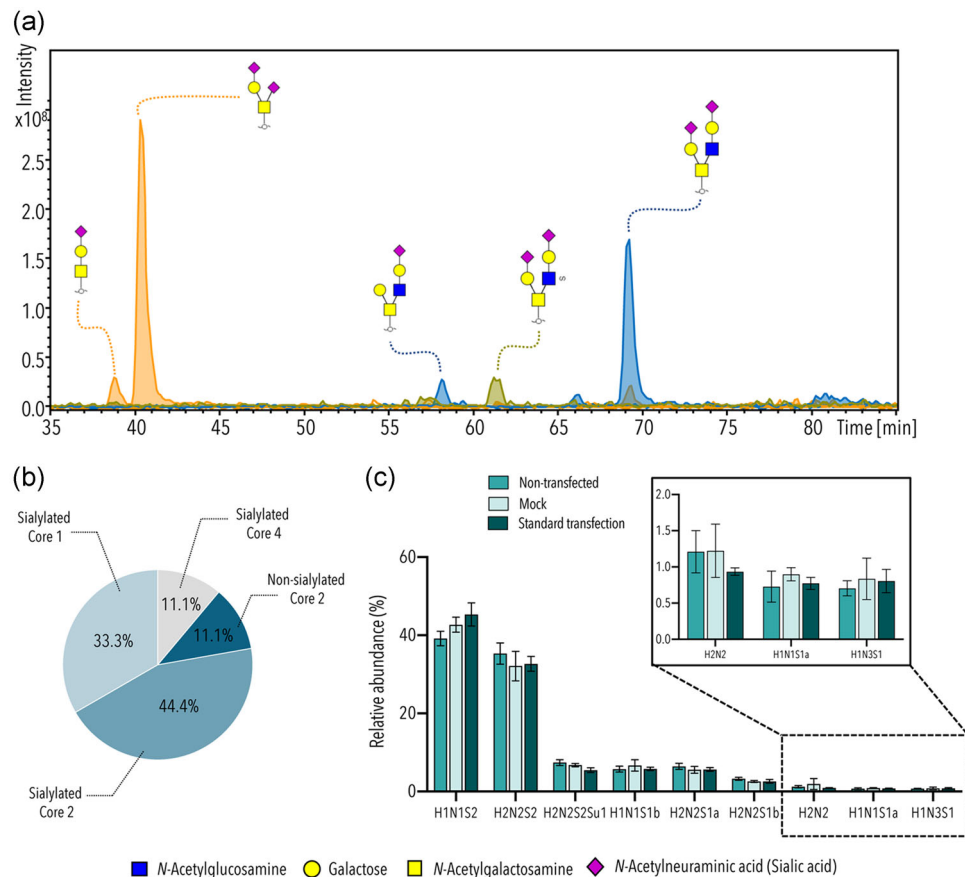 (a)
Intensity
x10⁸
2.5
2.0
1.5
1.0
0.5
0.0
S
35 40 45 50 55 60 65 70 75 80 Time [min]
(b)
Sialylated
Core 1
Sialylated
Core 4
Non-sialylated
Core 2
Sialylated
Core 2
11.1%
11.1%
33.3%
44.4%
(c)
Non-transfected
Mock
Standard transfection
Relative abundance (%)
60
40
20
0
H1N1S2 H2N2S2 H2N2S2Su1 H1N1S1b H2N2S1a H2N2S1b H2N2 H1N1S1a H1N3S1
2.0
1.5
1.0
0.5
0.0
H2N2 H1N1S1a H1N3S1
N-Acetylglucosamine Galactose N-Acetylgalactosamine N-Acetylneuraminic acid (Sialic acid)